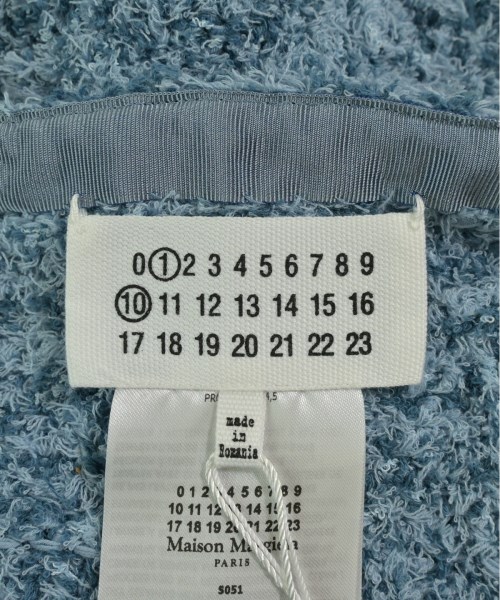 0 1 2 3 4 5 6 7 8 9
10 11 12 13 14 15 16
17 18 19 20 21 22 23
made
in
Romania
0 1 2 3 4 5 6 7 8 9
10 11 12 13 14 15 16
17 18 19 20 21 22 23
Maison Margiela
PARIS
S051